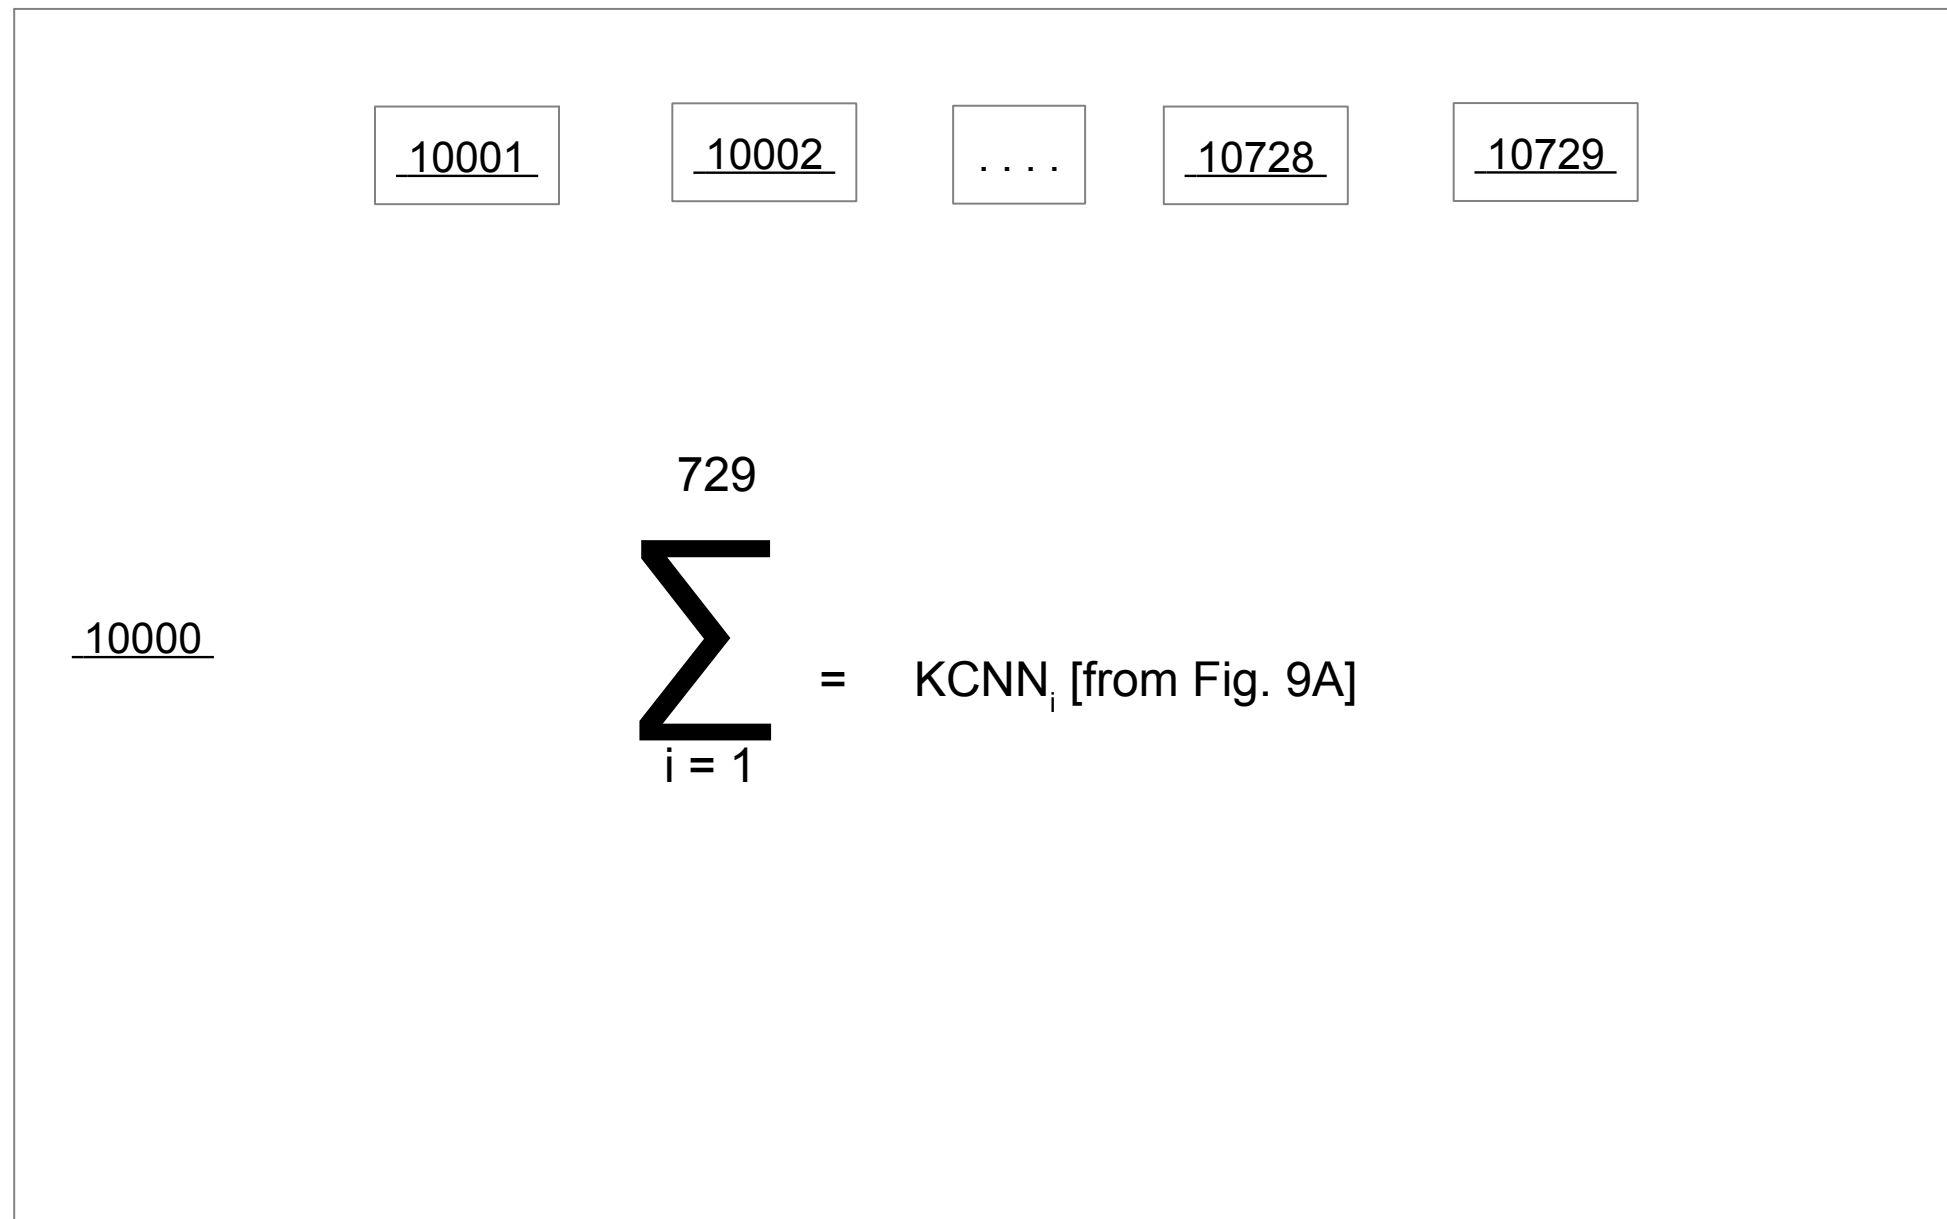 10001 10002 . . . . 10728 10729
729
∑
10000
= KCNNᵢ [from Fig. 9A]
i = 1